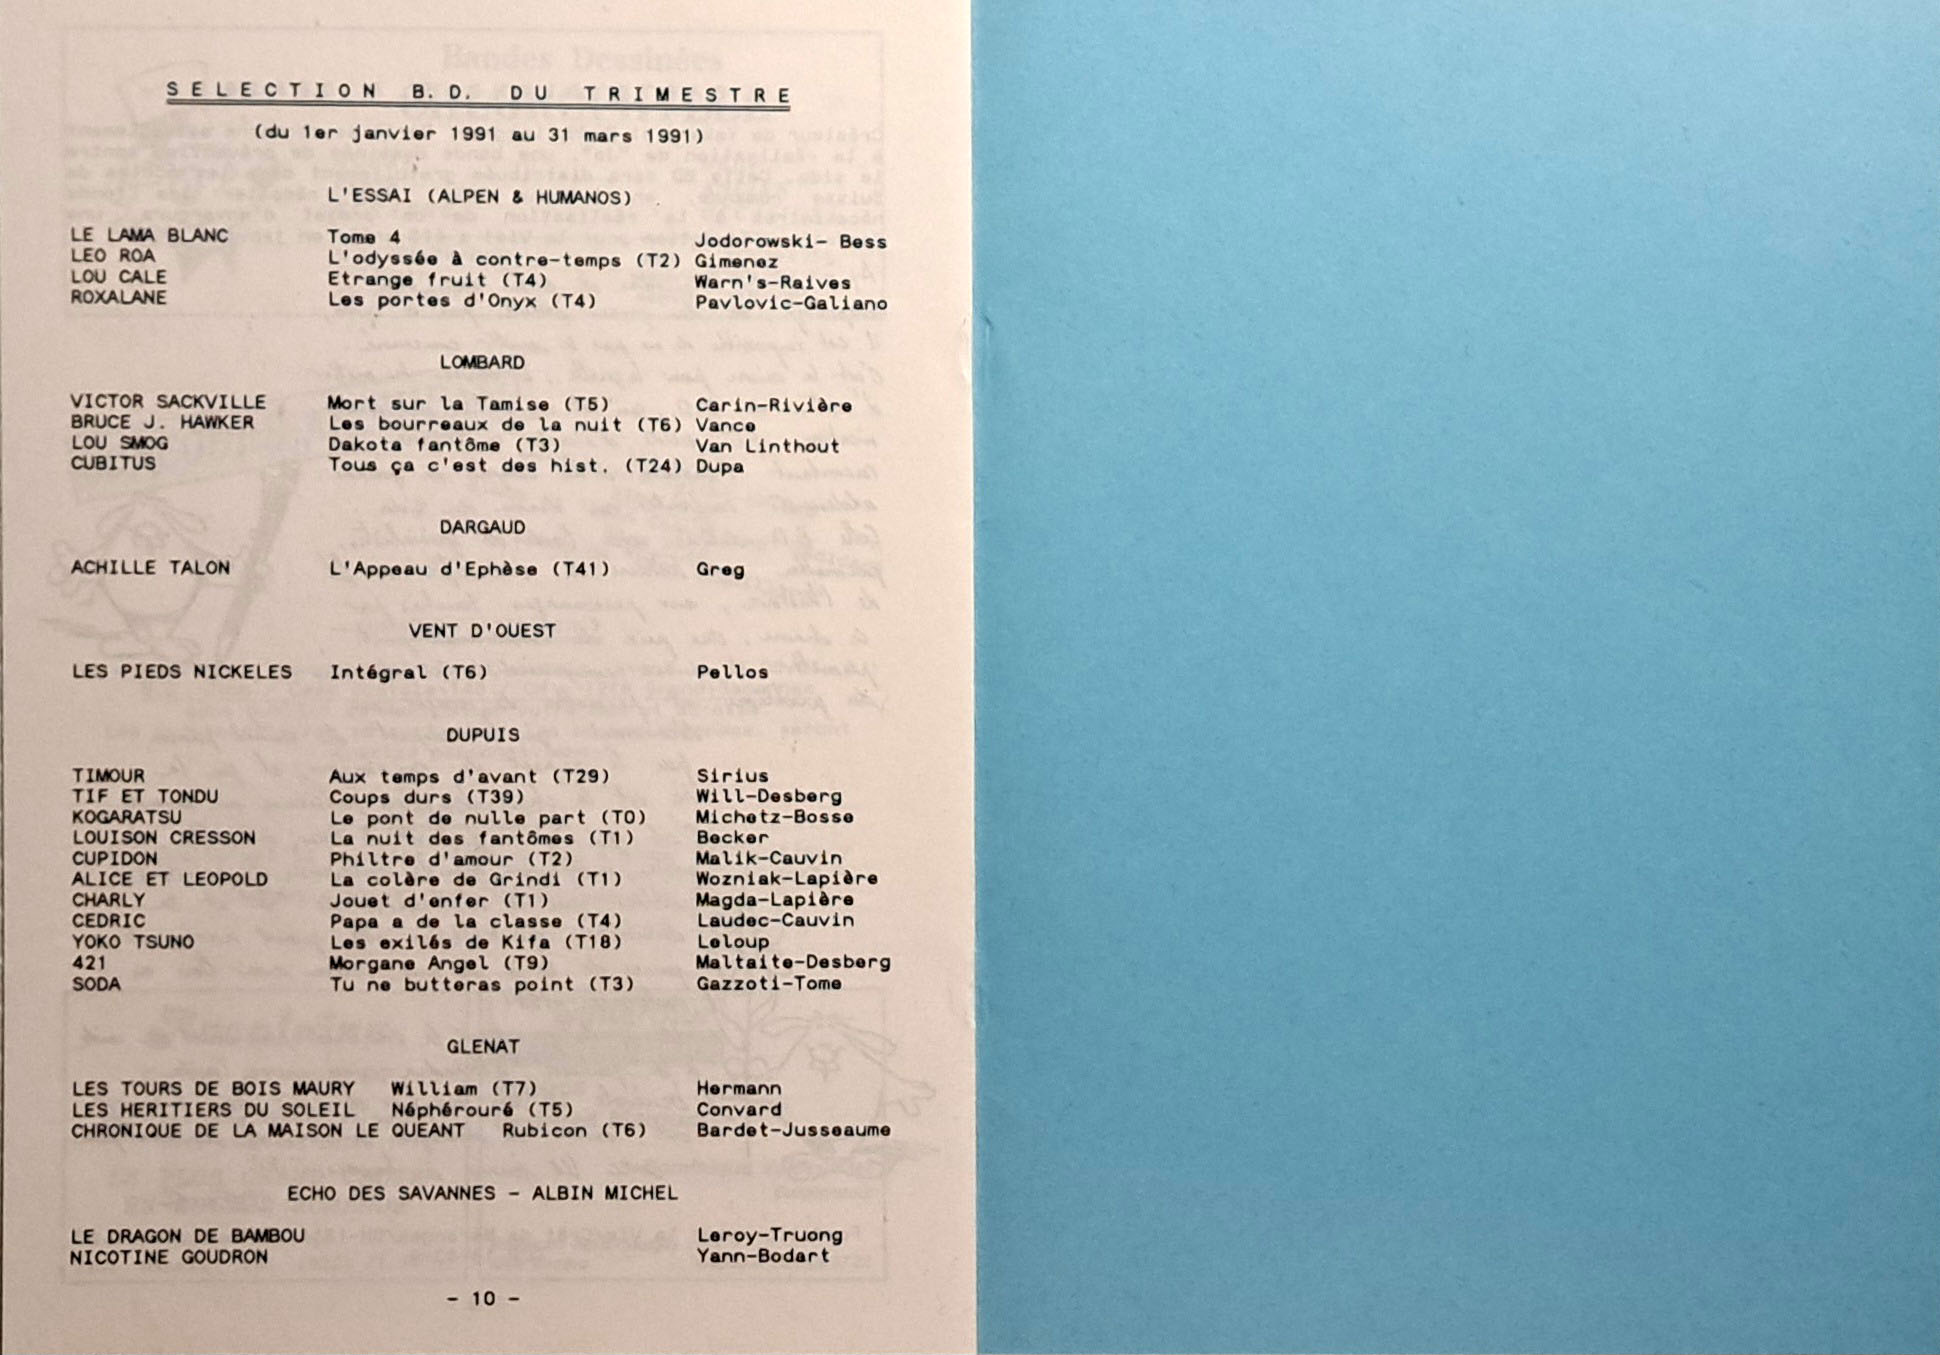 SELECTION B.D. DU TRIMESTRE
(du 1er janvier 1991 au 31 mars 1991)
L'ESSAI (ALPEN & HUMANOS)
LE LAMA BLANC Tome 4 Jodorowski- Bess
LEO ROA L'odyssée à contre-temps (T2) Gimenez
LOU CALE Etrange fruit (T4) Warn's-Raives
ROXALANE Les portes d'Onyx (T4) Pavlovic-Galiano
LOMBARD
VICTOR SACKVILLE Mort sur la Tamise (T5) Carin-Rivière
BRUCE J. HAWKER Les bourreaux de la nuit (T6) Vance
LOU SMOG Dakota fantôme (T3) Van Linthout
CUBITUS Tous ça c'est des hist. (T24) Dupa
DARGAUD
ACHILLE TALON L'Appeau d'Ephèse (T41) Greg
VENT D'OUEST
LES PIEDS NICKELES Intégral (T6) Pellos
DUPUIS
TIMOUR Aux temps d'avant (T29) Sirius
TIF ET TONDU Coups durs (T39) Will-Desberg
KOGARATSU Le pont de nulle part (T0) Michetz-Bosse
LOUISON CRESSON La nuit des fantômes (T1) Becker
CUPIDON Philtre d'amour (T2) Malik-Cauvin
ALICE ET LEOPOLD La colère de Grindi (T1) Wozniak-Lapière
CHARLY Jouet d'enfer (T1) Magda-Lapière
CEDRIC Papa a de la classe (T4) Laudec-Cauvin
YOKO TSUNO Les exilés de Kifa (T18) Leloup
421 Morgane Angel (T9) Maltaite-Desberg
SODA Tu ne butteras point (T3) Gazzoti-Tome
GLENAT
LES TOURS DE BOIS MAURY William (T7) Hermann
LES HERITIERS DU SOLEIL Néphérouré (T5) Convard
CHRONIQUE DE LA MAISON LE QUEANT Rubicon (T6) Bardet-Jusseaume
ECHO DES SAVANNES - ALBIN MICHEL
LE DRAGON DE BAMBOU Leroy-Truong
NICOTINE GOUDRON Yann-Bodart
- 10 -